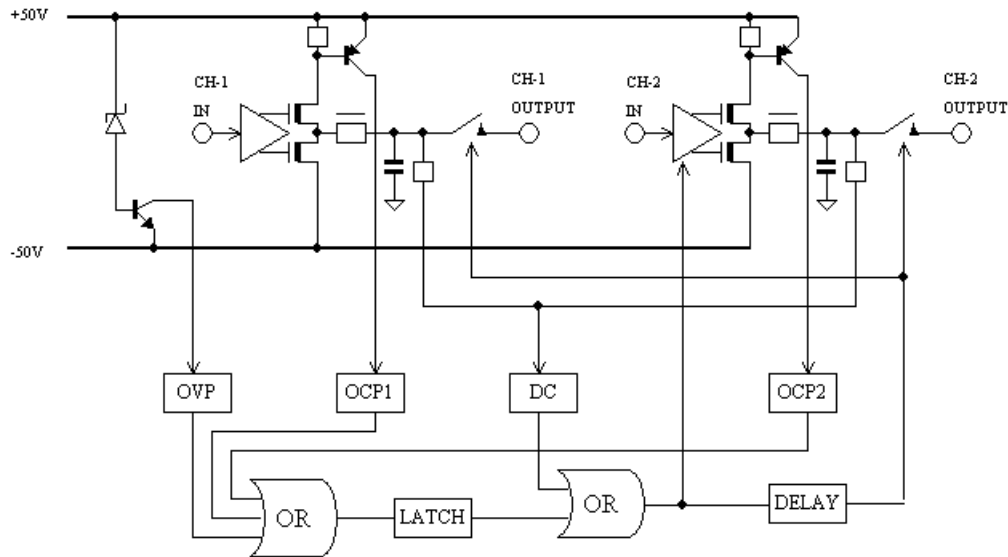 +50V
CH-1
IN
CH-1
OUTPUT
CH-2
IN
CH-2
OUTPUT
-50V
OVP
OCP1
DC
OCP2
OR
LATCH
OR
DELAY